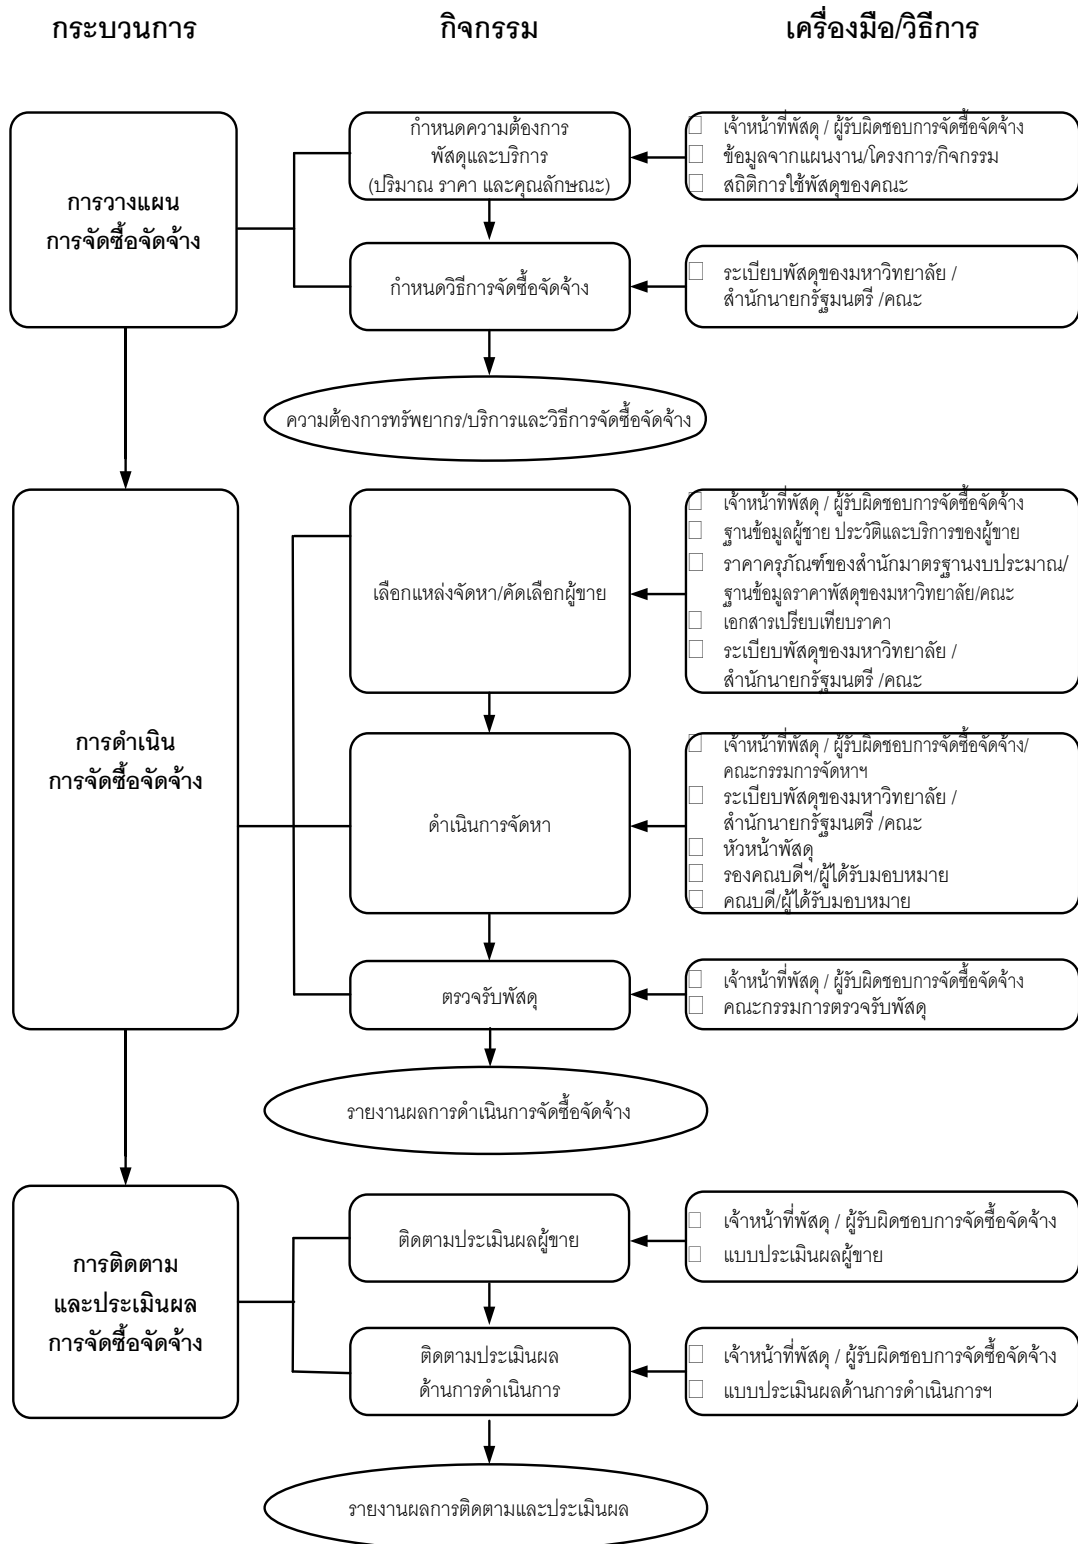 กระบวนการ
กิจกรรม
เครื่องมือ/วิธีการ
การวางแผน
การจัดซื้อจัดจ้าง
กำหนดความต้องการ
พัสดุและบริการ
(ปริมาณ ราคา และคุณลักษณะ)
เจ้าหน้าที่พัสดุ / ผู้รับผิดชอบการจัดซื้อจัดจ้าง
ข้อมูลจากแผนงาน/โครงการ/กิจกรรม
สถิติการใช้พัสดุของคณะ
กำหนดวิธีการจัดซื้อจัดจ้าง
ระเบียบพัสดุของมหาวิทยาลัย /
สำนักนายกรัฐมนตรี /คณะ
ความต้องการทรัพยากร/บริการและวิธีการจัดซื้อจัดจ้าง
การดำเนิน
การจัดซื้อจัดจ้าง
เลือกแหล่งจัดหา/คัดเลือกผู้ขาย
เจ้าหน้าที่พัสดุ / ผู้รับผิดชอบการจัดซื้อจัดจ้าง
ฐานข้อมูลผู้ขาย ประวัติและบริการของผู้ขาย
ราคาครุภัณฑ์ของสำนักมาตรฐานงบประมาณ/
ฐานข้อมูลราคาพัสดุของมหาวิทยาลัย/คณะ
เอกสารเปรียบเทียบราคา
ระเบียบพัสดุของมหาวิทยาลัย /
สำนักนายกรัฐมนตรี /คณะ
ดำเนินการจัดหา
เจ้าหน้าที่พัสดุ / ผู้รับผิดชอบการจัดซื้อจัดจ้าง/
คณะกรรมการจัดหาฯ
ระเบียบพัสดุของมหาวิทยาลัย /
สำนักนายกรัฐมนตรี /คณะ
หัวหน้าพัสดุ
รองคณบดีฯ/ผู้ได้รับมอบหมาย
คณบดี/ผู้ได้รับมอบหมาย
ตรวจรับพัสดุ
เจ้าหน้าที่พัสดุ / ผู้รับผิดชอบการจัดซื้อจัดจ้าง
คณะกรรมการตรวจรับพัสดุ
รายงานผลการดำเนินการจัดซื้อจัดจ้าง
การติดตาม
และประเมินผล
การจัดซื้อจัดจ้าง
ติดตามประเมินผลผู้ขาย
เจ้าหน้าที่พัสดุ / ผู้รับผิดชอบการจัดซื้อจัดจ้าง
แบบประเมินผลผู้ขาย
ติดตามประเมินผล
ด้านการดำเนินการ
เจ้าหน้าที่พัสดุ / ผู้รับผิดชอบการจัดซื้อจัดจ้าง
แบบประเมินผลด้านการดำเนินการฯ
รายงานผลการติดตามและประเมินผล